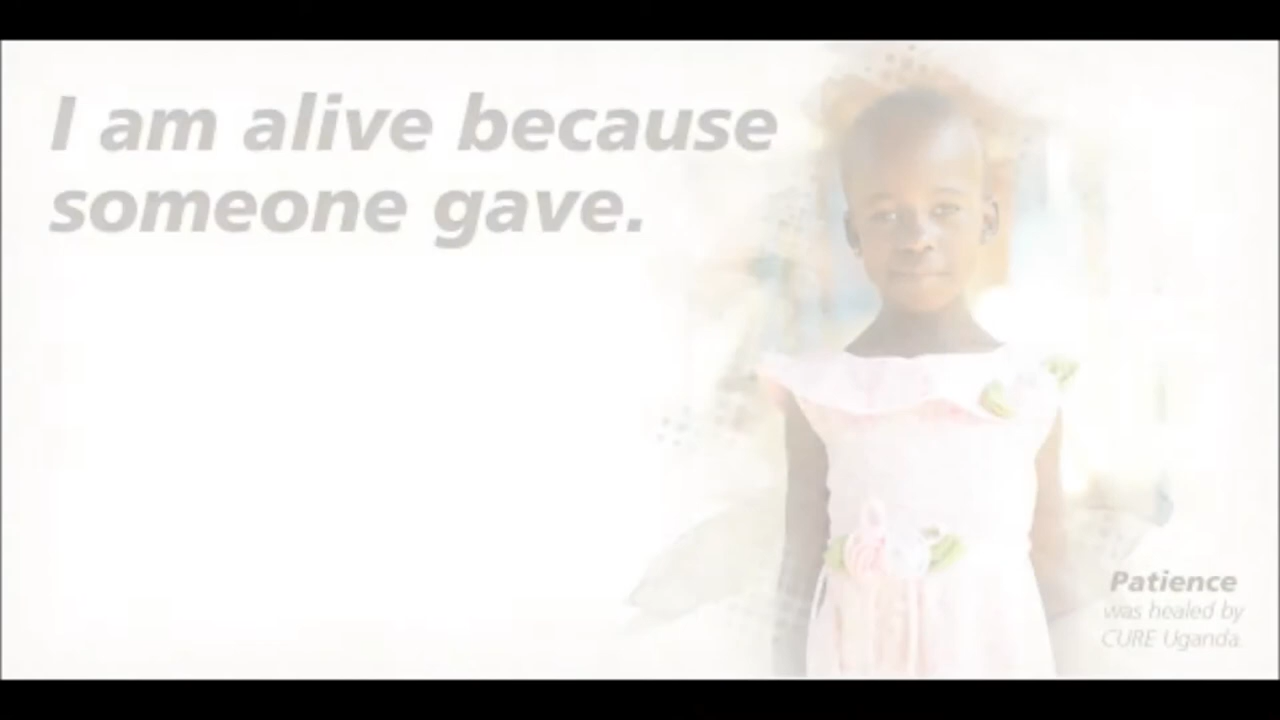 I am alive because
someone gave.
Patience
was healed by
CURE Uganda.